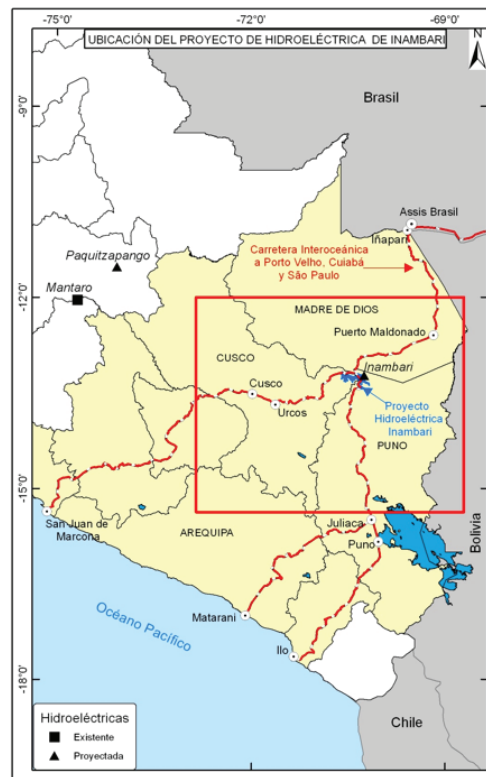 -75°0'
-72°0'
-69°0'
UBICACIÓN DEL PROYECTO DE HIDROELÉCTRICA DE INAMBARI
-9°0'
Brasil
Assis Brasil
Iñapari
Carretera Interoceánica
a Porto Velho, Cuiabá
y São Paulo
Paquitzapango
Mantaro
-12°0'
MADRE DE DIOS
Puerto Maldonado
CUSCO
Inambari
Cusco
Urcos
Proyecto
Hidroeléctrica
Inambari
PUNO
-15°0'
San Juan de
Marcona
AREQUIPA
Juliaca
Puno
Bolivia
Matarani
Océano Pacífico
Ilo
-18°0'
Chile
Hidroeléctricas
Existente
Proyectada